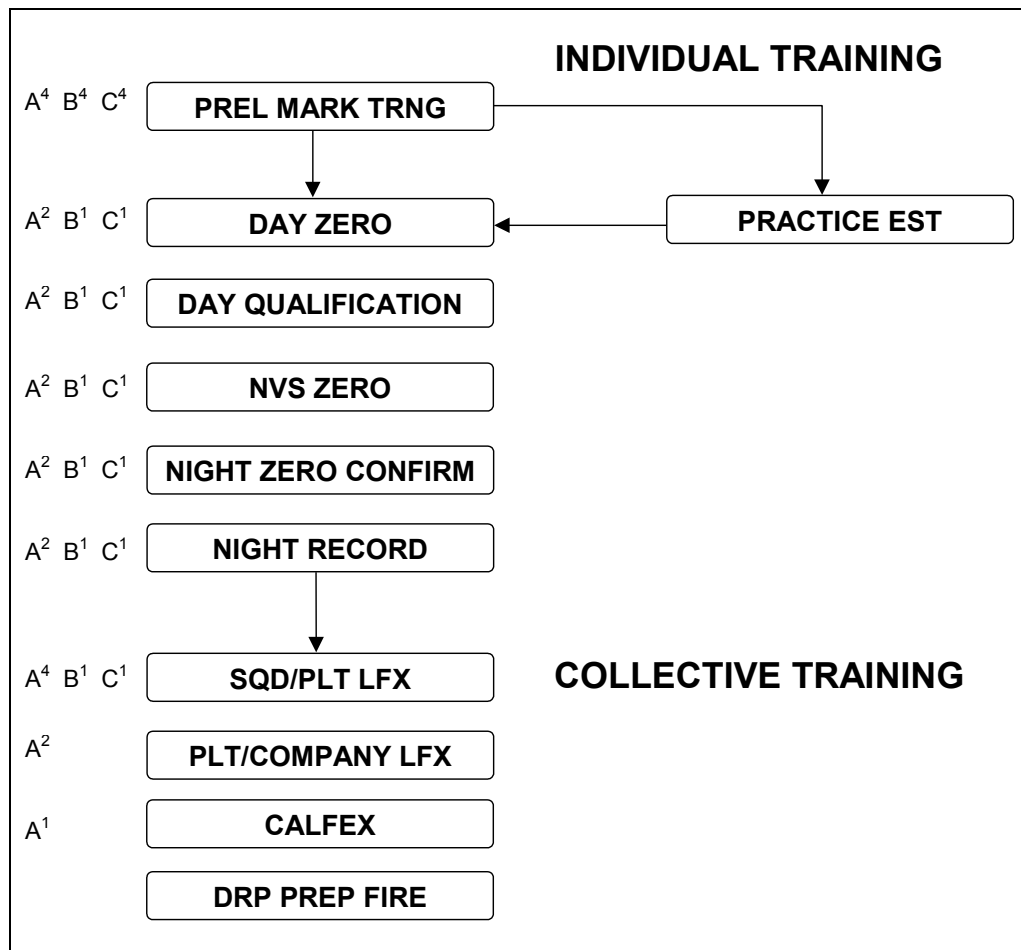 INDIVIDUAL TRAINING
A⁴ B⁴ C⁴ PREL MARK TRNG
A² B¹ C¹ DAY ZERO PRACTICE EST
A² B¹ C¹ DAY QUALIFICATION
A² B¹ C¹ NVS ZERO
A² B¹ C¹ NIGHT ZERO CONFIRM
A² B¹ C¹ NIGHT RECORD
A⁴ B¹ C¹ SQD/PLT LFX COLLECTIVE TRAINING
A² PLT/COMPANY LFX
A¹ CALFEX
DRP PREP FIRE